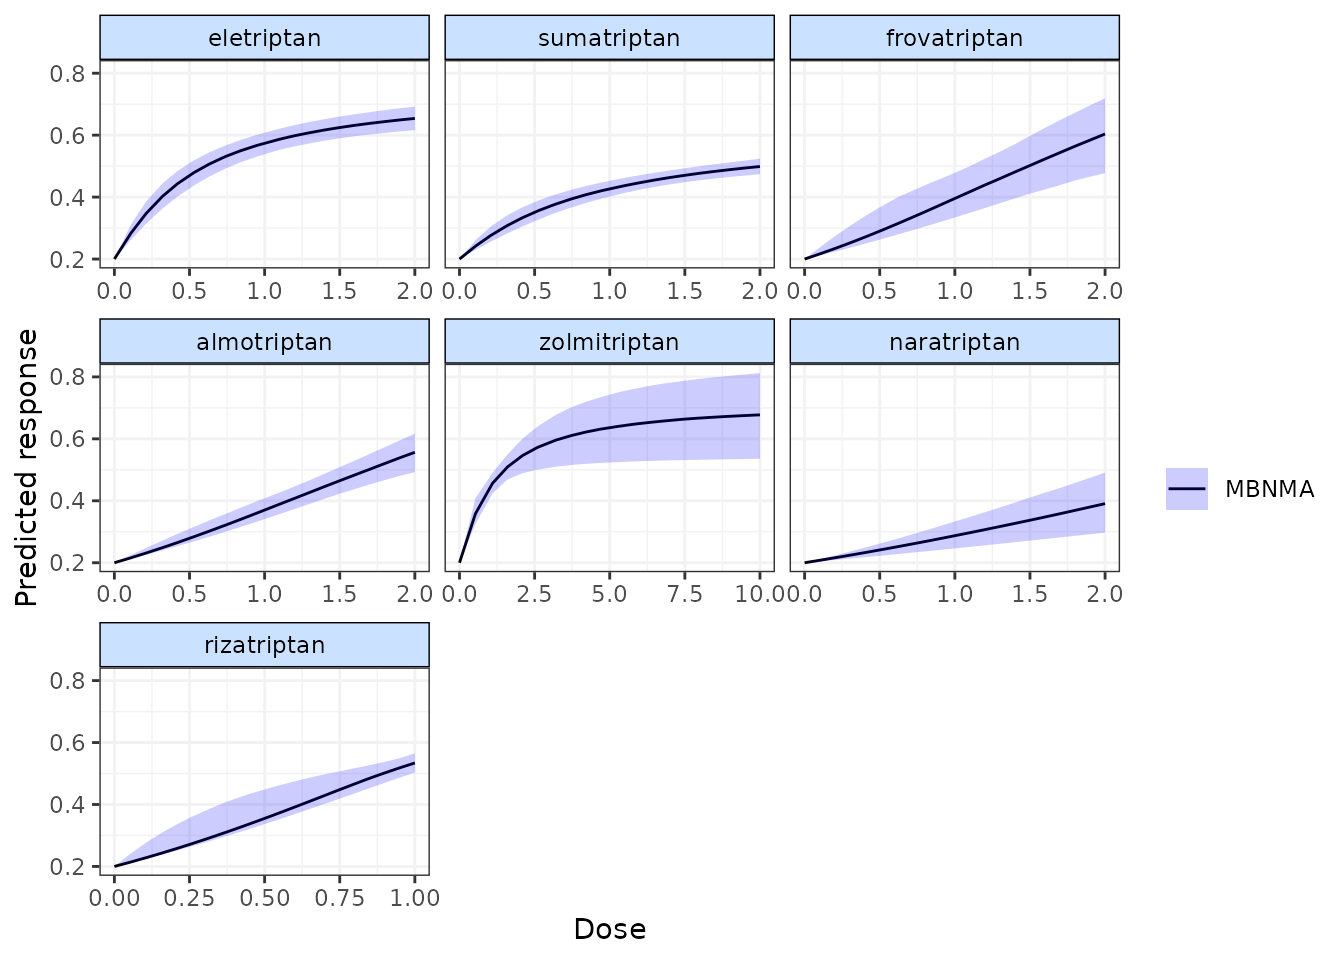 eletriptan sumatriptan frovatriptan
0.8
0.6
0.4
0.2
0.0 0.5 1.0 1.5 2.0 0.0 0.5 1.0 1.5 2.0 0.0 0.5 1.0 1.5 2.0
almotriptan zolmitriptan naratriptan
0.8
0.6
0.4
0.2
0.0 0.5 1.0 1.5 2.0 0.0 2.5 5.0 7.5 10.0 0.0 0.5 1.0 1.5 2.0
rizatriptan
0.8
0.6
0.4
0.2
0.00 0.25 0.50 0.75 1.00
Dose
Predicted response
MBNMA